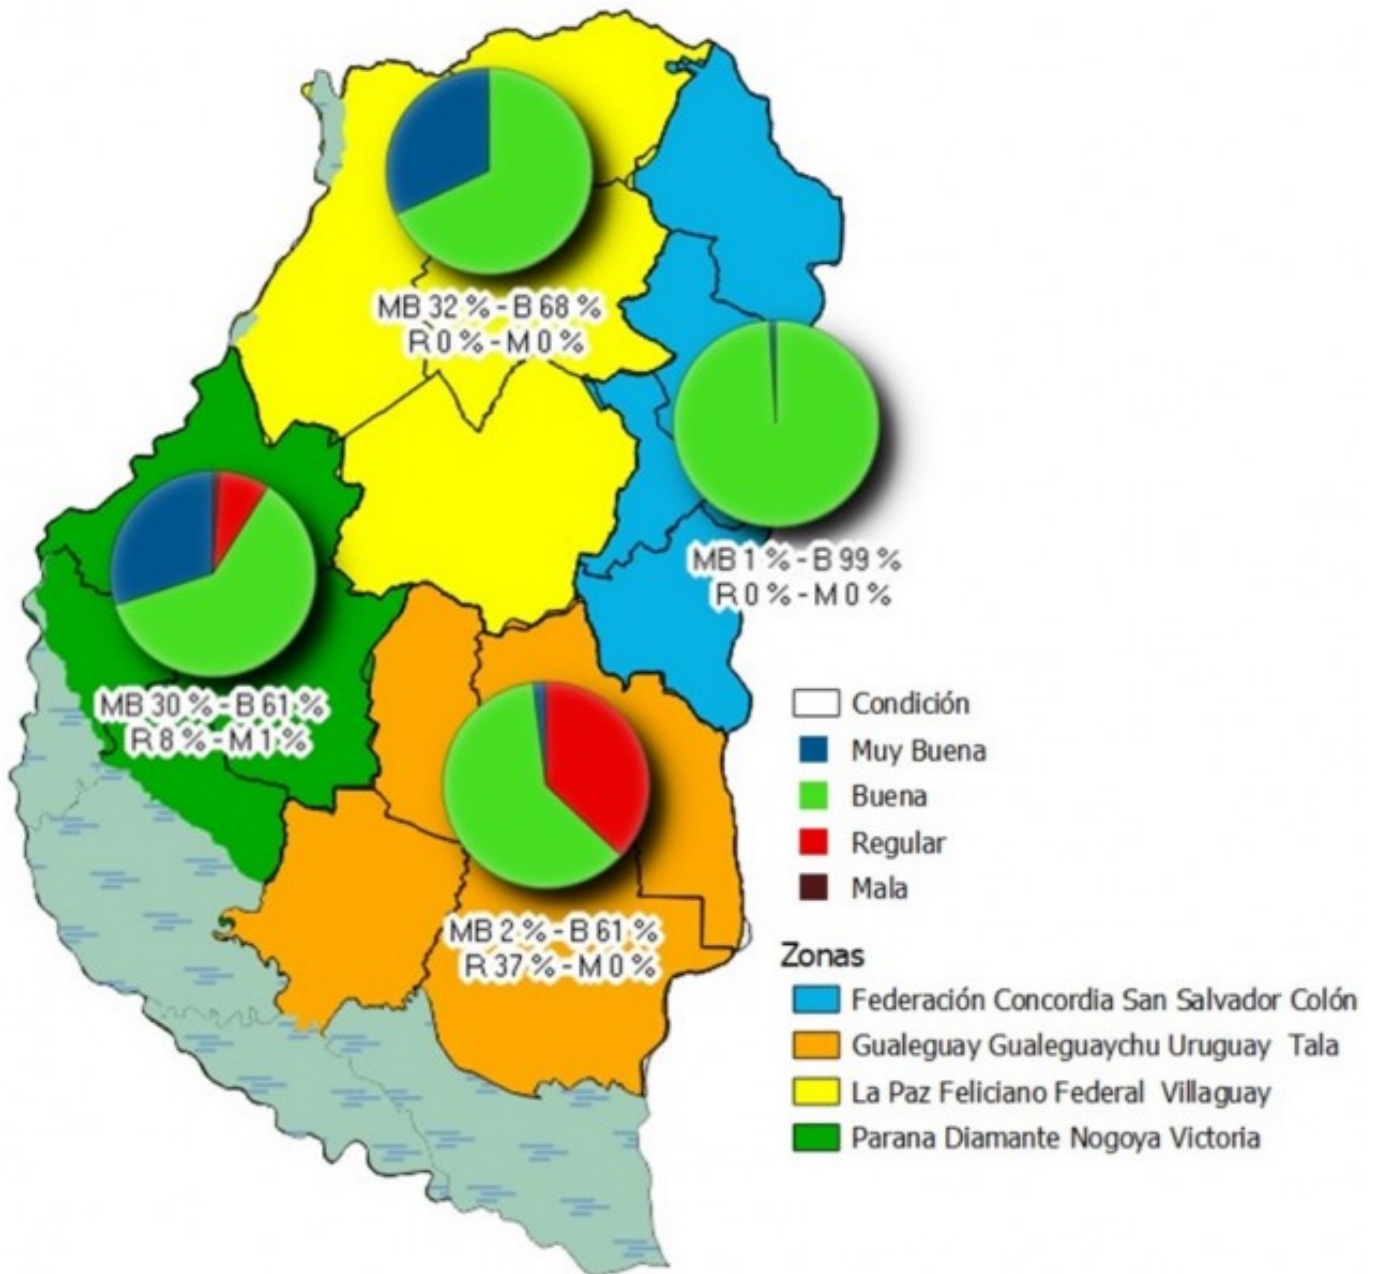 MB 32 % - B 68 %
R 0 % - M 0 %
MB 1 % - B 99 %
R 0 % - M 0 %
MB 30 % - B 61 %
R 8 % - M 1 %
MB 2 % - B 61 %
R 37 % - M 0 %
Condición
Muy Buena
Buena
Regular
Mala
Zonas
Federación Concordia San Salvador Colón
Gualeguay Gualeguaychu Uruguay Tala
La Paz Feliciano Federal Villaguay
Parana Diamante Nogoya Victoria